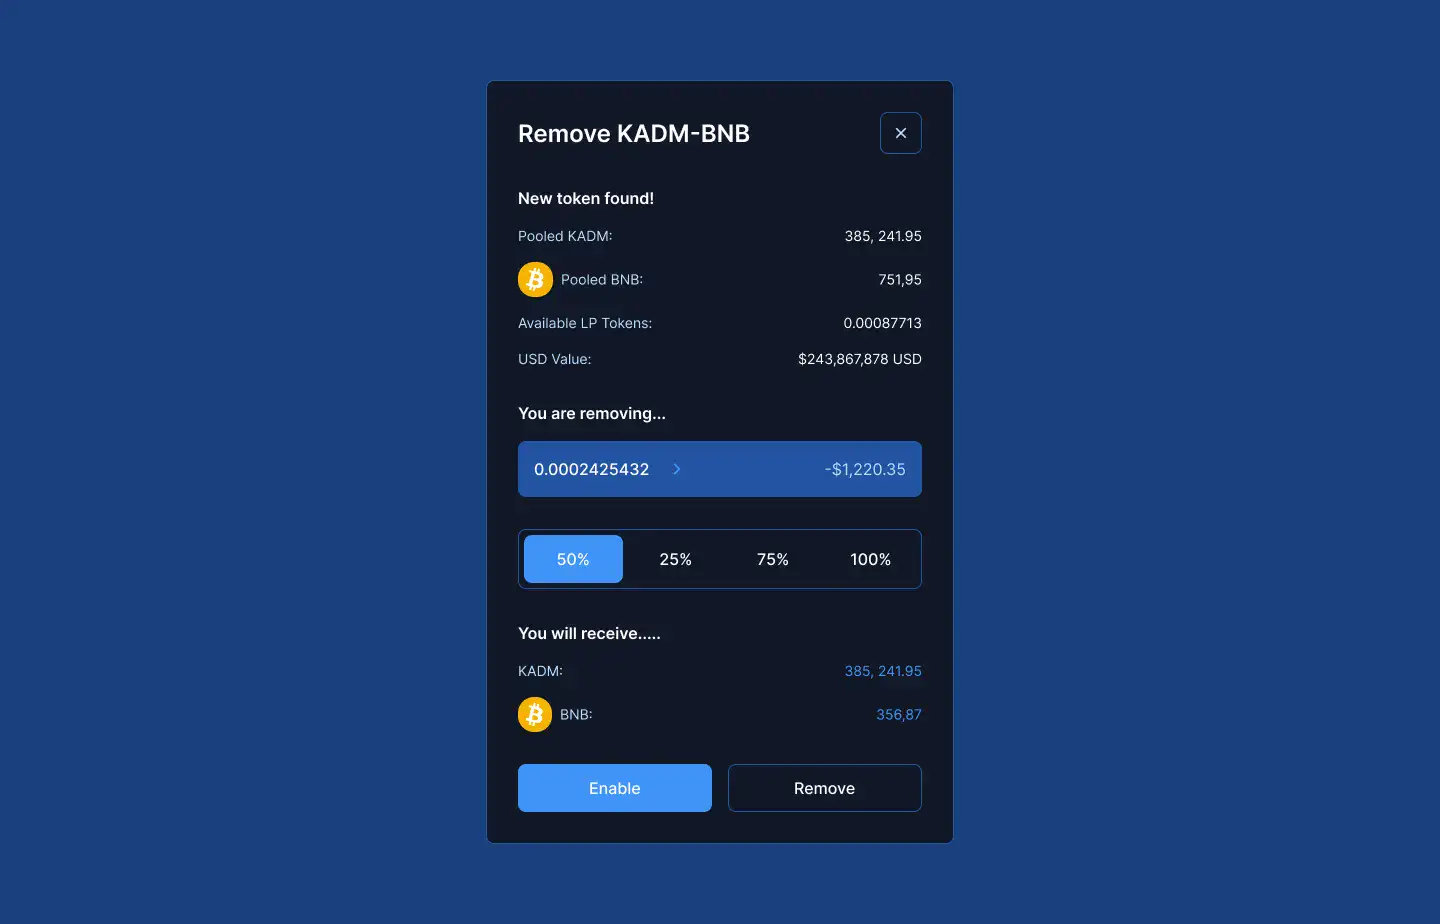 Remove KADM-BNB
New token found!
Pooled KADM: 385, 241.95
Pooled BNB: 751,95
Available LP Tokens: 0.00087713
USD Value: $243,867,878 USD
You are removing...
0.0002425432 > -$1,220.35
50% 25% 75% 100%
You will receive.....
KADM: 385, 241.95
BNB: 356,87
Enable Remove